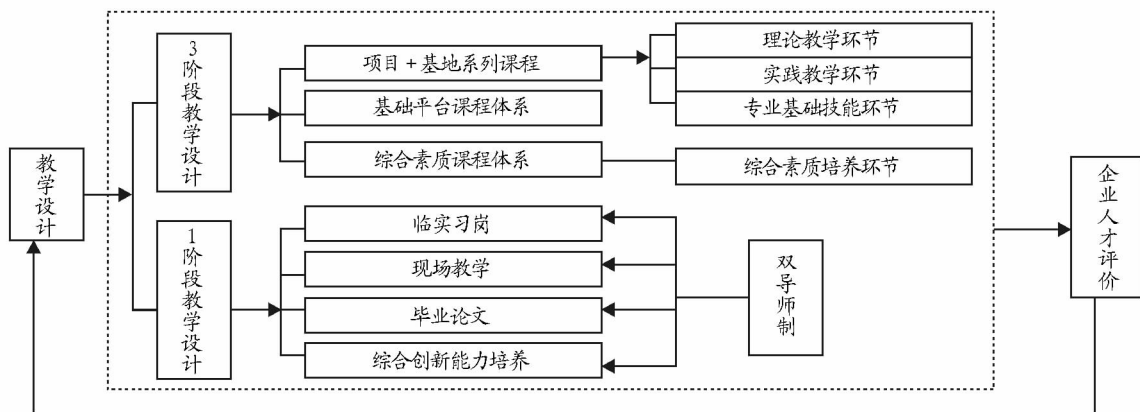 教学设计
3阶段教学设计
项目+基地系列课程
基础平台课程体系
综合素质课程体系
理论教学环节
实践教学环节
专业基础技能环节
综合素质培养环节
1阶段教学设计
临实习岗
现场教学
毕业论文
综合创新能力培养
双导师制
企业人才评价